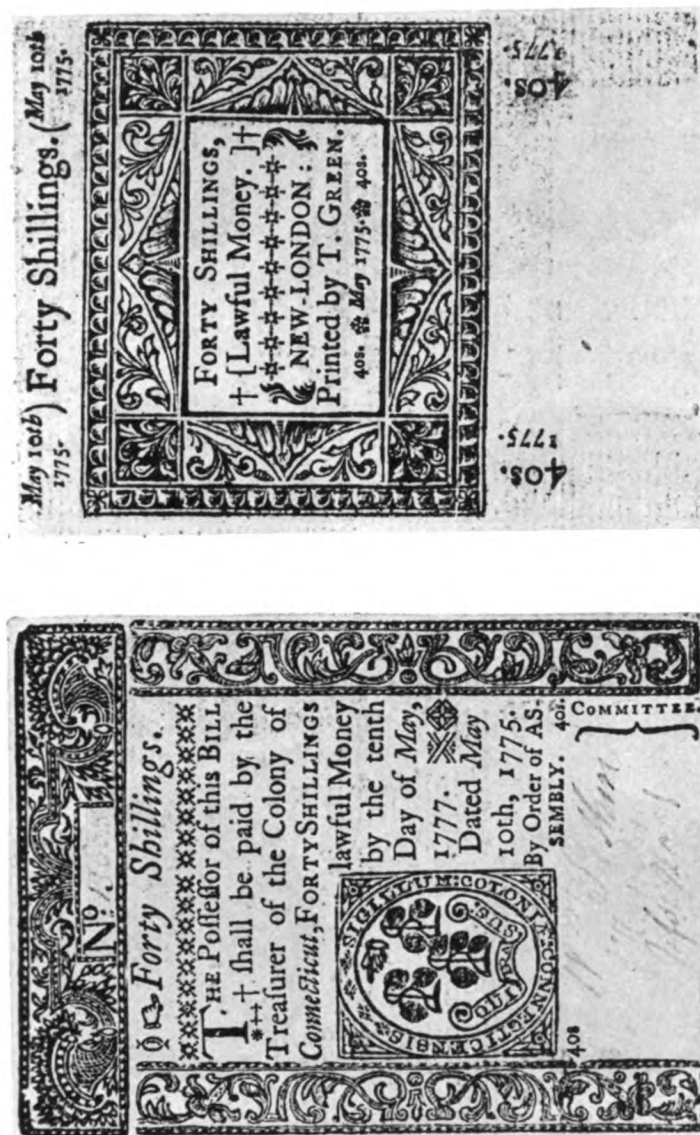 May 10th
1775.
) Forty Shillings. (
May 10th
1775.
FORTY SHILLINGS,
† [Lawful Money. ]†
NEW-LONDON:
Printed by T. GREEN.
40s. May 1775. 40s.
1775.
40s.
1775.
40s.
No.
Forty Shillings.
THE Poſſeſſor of this BILL
*++† ſhall be paid by the
Treaſurer of the Colony of
Connecticut, FORTY SHILLINGS
lawful Money
by the tenth
Day of May,
1777.
Dated May
10th, 1775.
By Order of AS-
SEMBLY. 40s.
SIGILLUM:COLONIÆ:CONNECTICENSIS
SUS
40s
COMMITTEE.